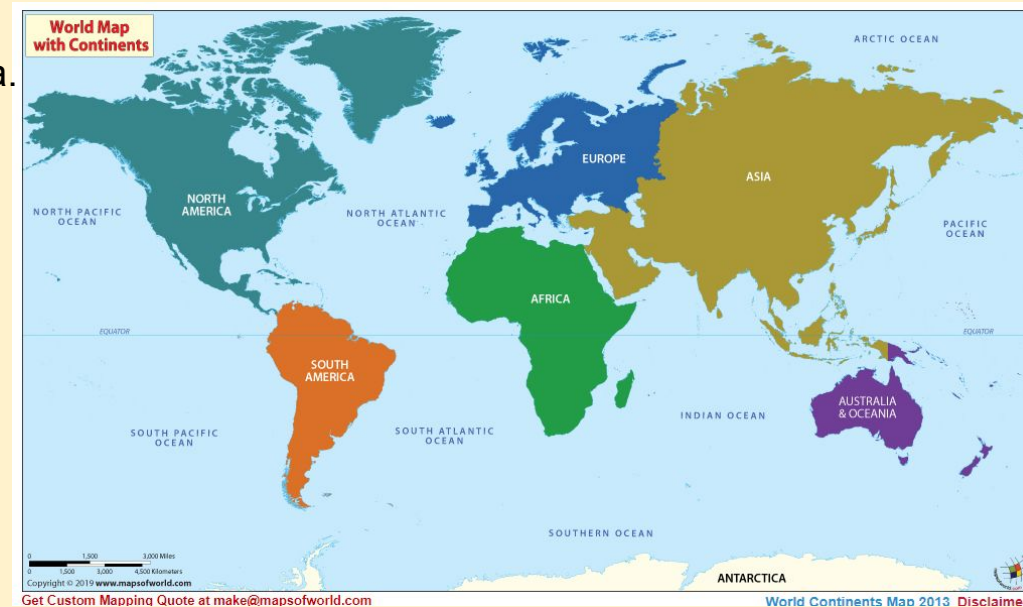 World Map
with Continents
a.
ARCTIC OCEAN
EUROPE
ASIA
NORTH
AMERICA
NORTH PACIFIC
OCEAN
NORTH ATLANTIC
OCEAN
PACIFIC
OCEAN
AFRICA
EQUATOR
EQUATOR
SOUTH
AMERICA
AUSTRALIA
& OCEANIA
INDIAN OCEAN
SOUTH PACIFIC
OCEAN
SOUTH ATLANTIC
OCEAN
SOUTHERN OCEAN
0 1,500 3,000 Miles
0 1,500 3,000 4,500 Kilometers
ANTARCTICA
Copyright © 2019 www.mapsofworld.com
Get Custom Mapping Quote at make@mapsofworld.com
World Continents Map 2013 Disclaime